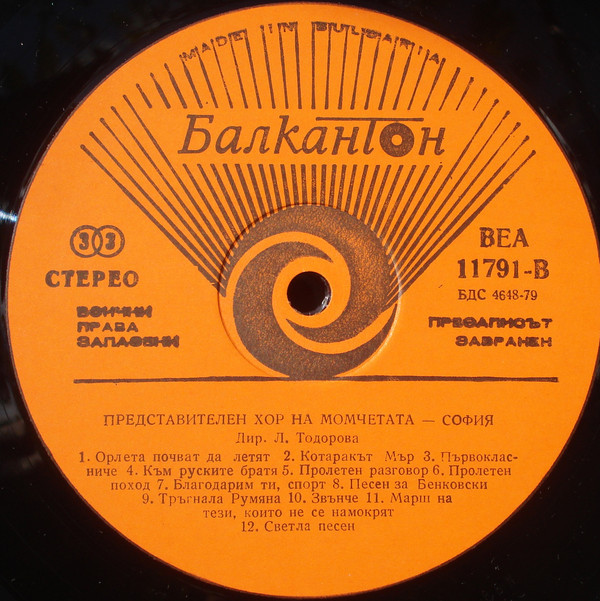 MADE IN BULGARIA
Балкантон
33
СТЕРЕО
ВСИЧКИ
ПРАВА
ЗАПАЗЕНИ
ВЕА
11791-В
БДС 4648-79
ПРЕЗАПИСЪТ
ЗАБРАНЕН
ПРЕДСТАВИТЕЛЕН ХОР НА МОМЧЕТАТА — СОФИЯ
Дир. Л. Тодорова
1. Орлета почват да летят 2. Котаракът Мър 3. Първоклас-
ниче 4. Към руските братя 5. Пролетен разговор 6. Пролетен
поход 7. Благодарим ти, спорт 8. Песен за Бенковски
9. Тръгнала Румяна 10. Звънче 11. Марш на
тези, които не се намокрят
12. Светла песен